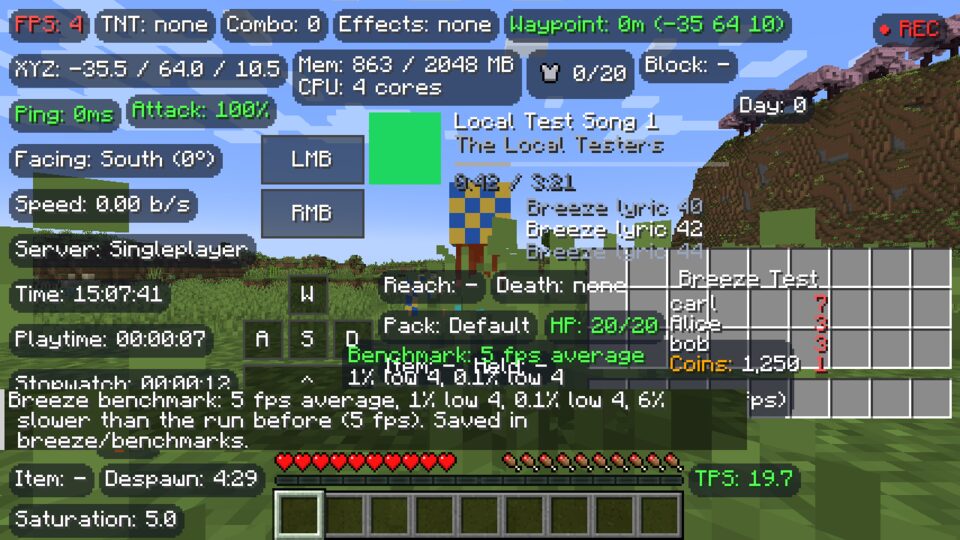 FPS: 4
TNT: none
Combo: 0
Effects: none
Waypoint: 0m (-35 64 10)
REC
XYZ: -35.5 / 64.0 / 10.5
Mem: 863 / 2048 MB
CPU: 4 cores
0/20
Block: -
Day: 0
Ping: 0ms
Attack: 100%
Local Test Song 1
The Local Testers
0:42 / 3:21
Facing: South (0°)
LMB
Speed: 0.00 b/s
RMB
Breeze lyric 40
Breeze lyric 42
Breeze lyric 44
Server: Singleplayer
Time: 15:07:41
W
Reach: -
Death: none
Breeze Test
carl 7
Alice 3
bob 3
Coins: 1,250 1
Pack: Default
HP: 20/20
Playtime: 00:00:07
A
S
D
Benchmark: 5 fps average
1% low 4, 0.1% low 4
Stopwatch: 00:00:12
Breeze benchmark: 5 fps average, 1% low 4, 0.1% low 4, 6%
slower than the run before (5 fps). Saved in
breeze/benchmarks.
fps)
Item: -
Despawn: 4:29
TPS: 19.7
Saturation: 5.0